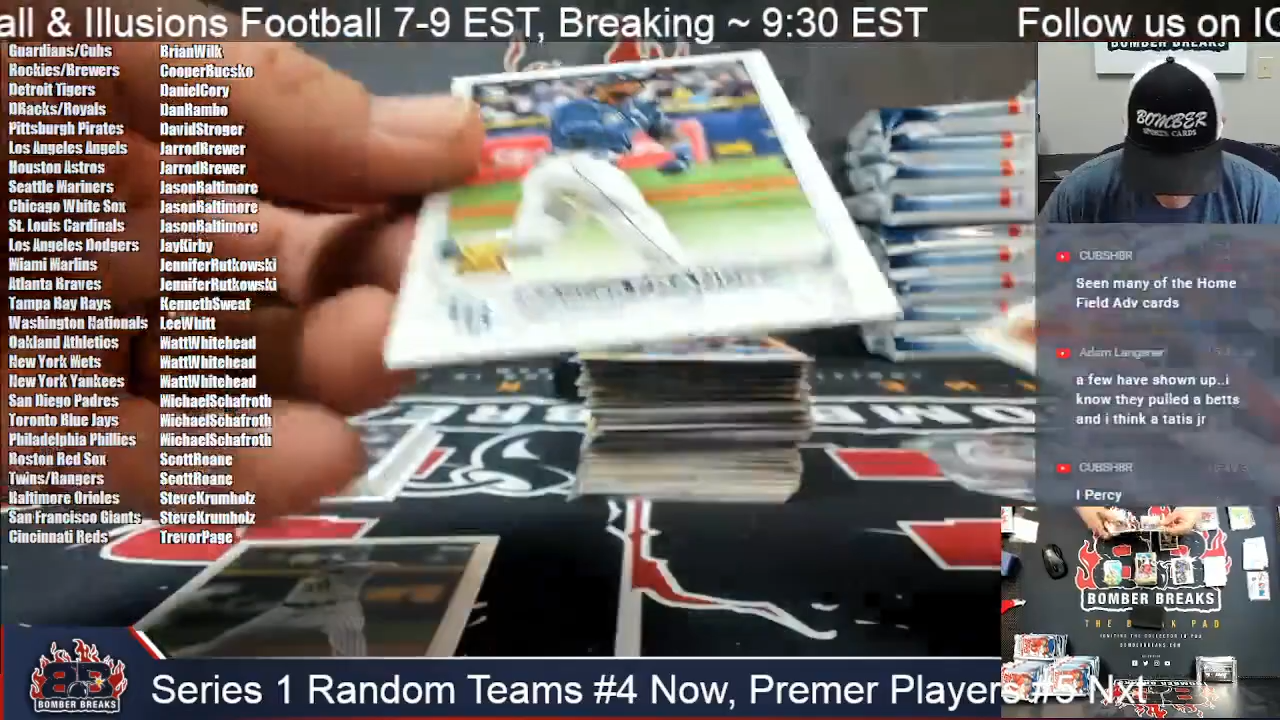 all & Illusions Football 7-9 EST, Breaking ~ 9:30 EST Follow us on IG
Guardians/Cubs BrianWilk
Rockies/Brewers CooperBucsko
Detroit Tigers DanielCory
DBacks/Royals DanRambo
Pittsburgh Pirates DavidStroger
Los Angeles Angels JarrodBrewer
Houston Astros JarrodBrewer
Seattle Mariners JasonBaltimore
Chicago White Sox JasonBaltimore
St. Louis Cardinals JasonBaltimore
Los Angeles Dodgers JayKirby
Miami Marlins JenniferRutkowski
Atlanta Braves JenniferRutkowski
Tampa Bay Rays KennethSweat
Washington Nationals LeeWhitt
Oakland Athletics MattWhitehead
New York Mets MattWhitehead
New York Yankees MattWhitehead
San Diego Padres MichaelSchafroth
Toronto Blue Jays MichaelSchafroth
Philadelphia Phillies MichaelSchafroth
Boston Red Sox ScottRoane
Twins/Rangers ScottRoane
Baltimore Orioles SteveKrumholz
San Francisco Giants SteveKrumholz
Cincinnati Reds TrevorPage
BOMBER BREAKS
BOMBER
SPORTS CARDS
CUBSHBR
Seen many of the Home
Field Adv cards
Adam Langener
a few have shown up..i
know they pulled a betts
and i think a tatis jr
CUBSHBR
I Percy
BOMBER BREAKS
BOMBER BREAKS
Series 1 Random Teams #4 Now, Premer Players #5 Nxt